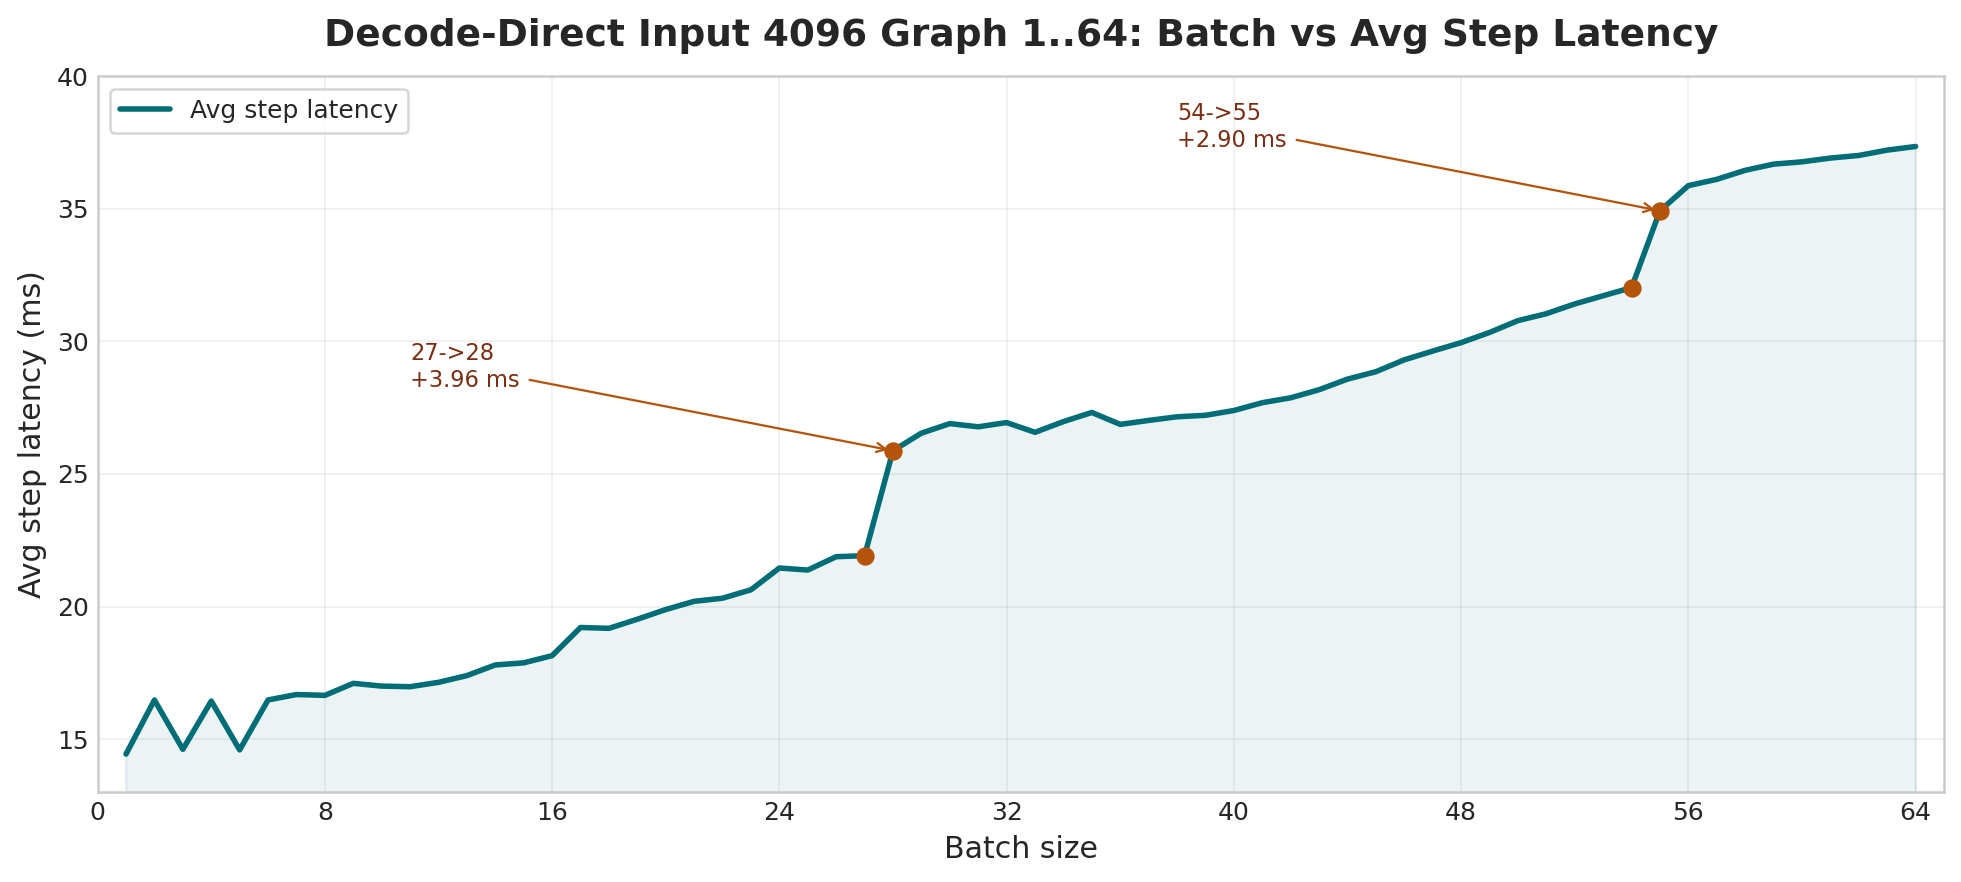 Decode-Direct Input 4096 Graph 1..64: Batch vs Avg Step Latency
Avg step latency
54->55
+2.90 ms
27->28
+3.96 ms
Avg step latency (ms)
40
35
30
25
20
15
0 8 16 24 32 40 48 56 64
Batch size